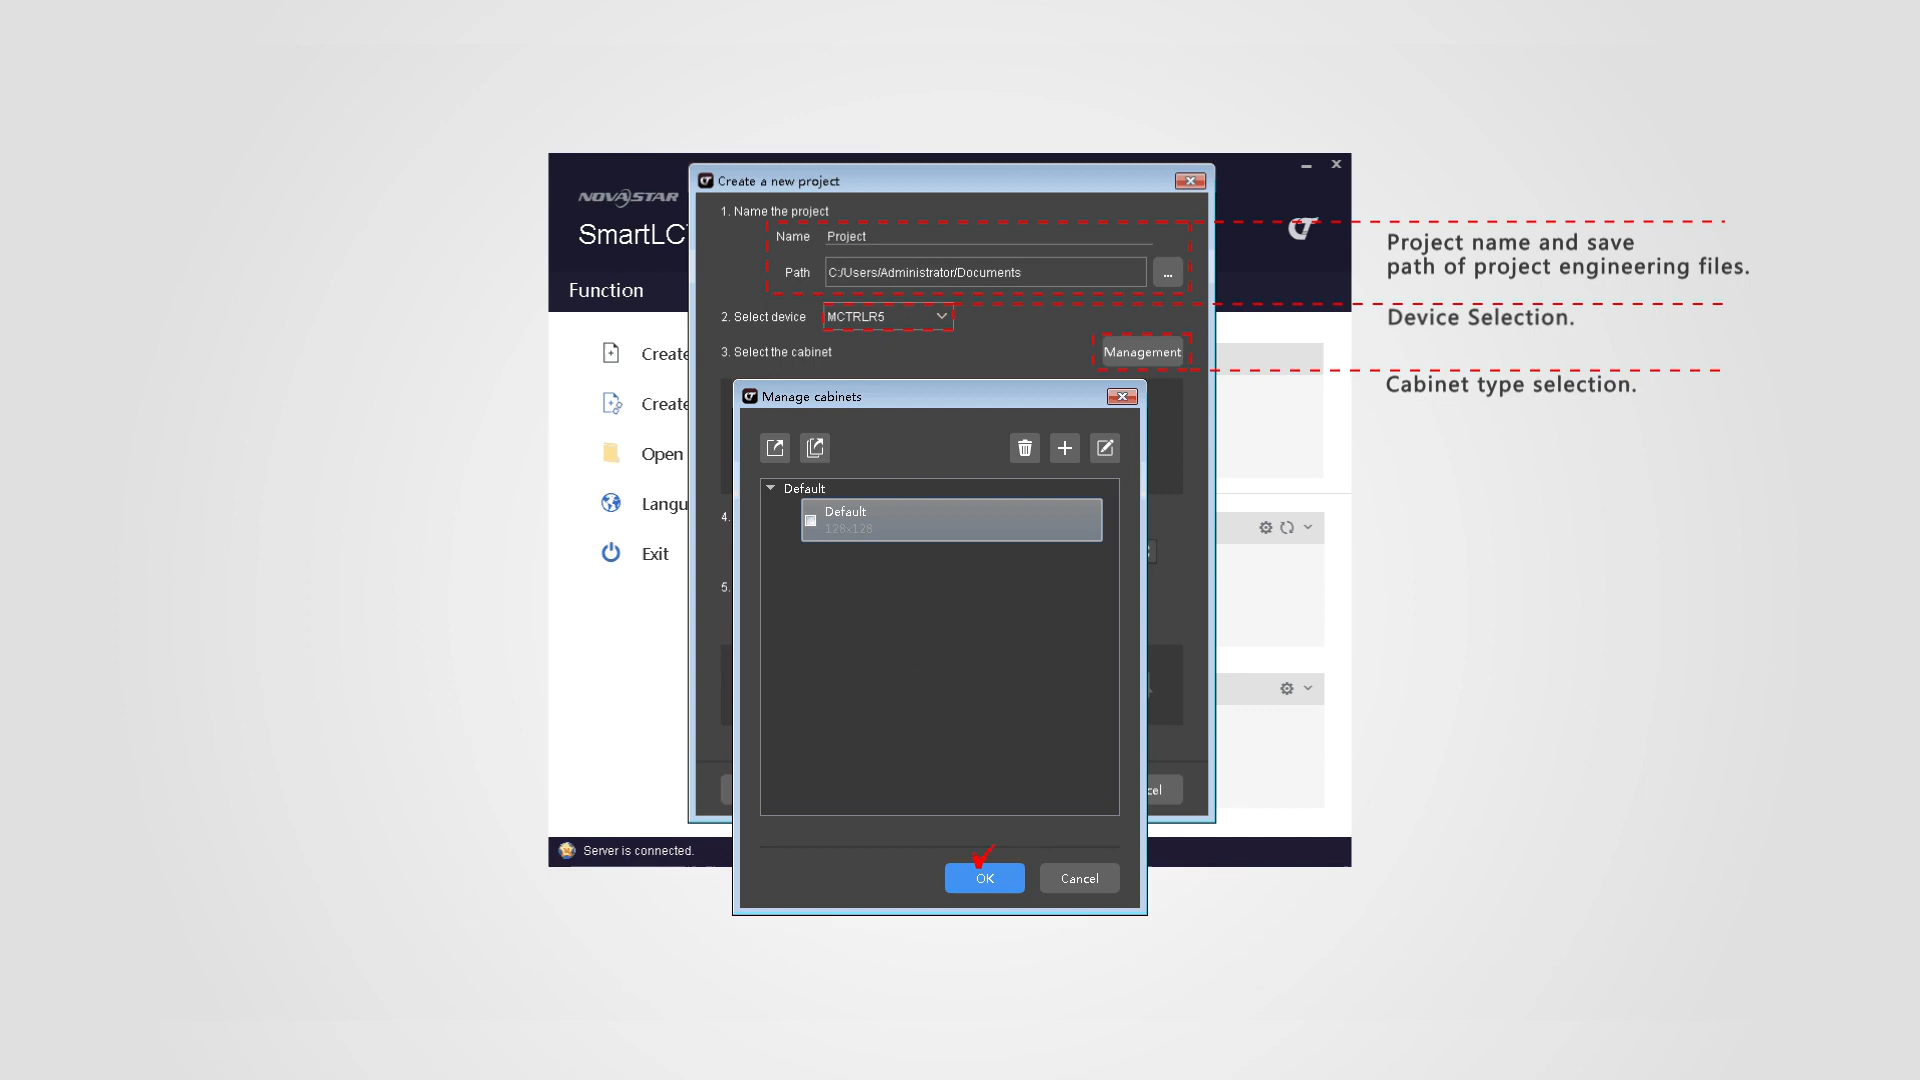 Create a new project
NOVASTAR
SmartLC
Function
1. Name the project
Name Project
Path C:/Users/Administrator/Documents ...
2. Select device MCTRLR5
3. Select the cabinet Management
Project name and save
path of project engineering files.
Device Selection.
Cabinet type selection.
Create
Create
Open
Langu
Exit
Manage cabinets
Default
Default
128x128
4.
5.
cel
OK Cancel
Server is connected.